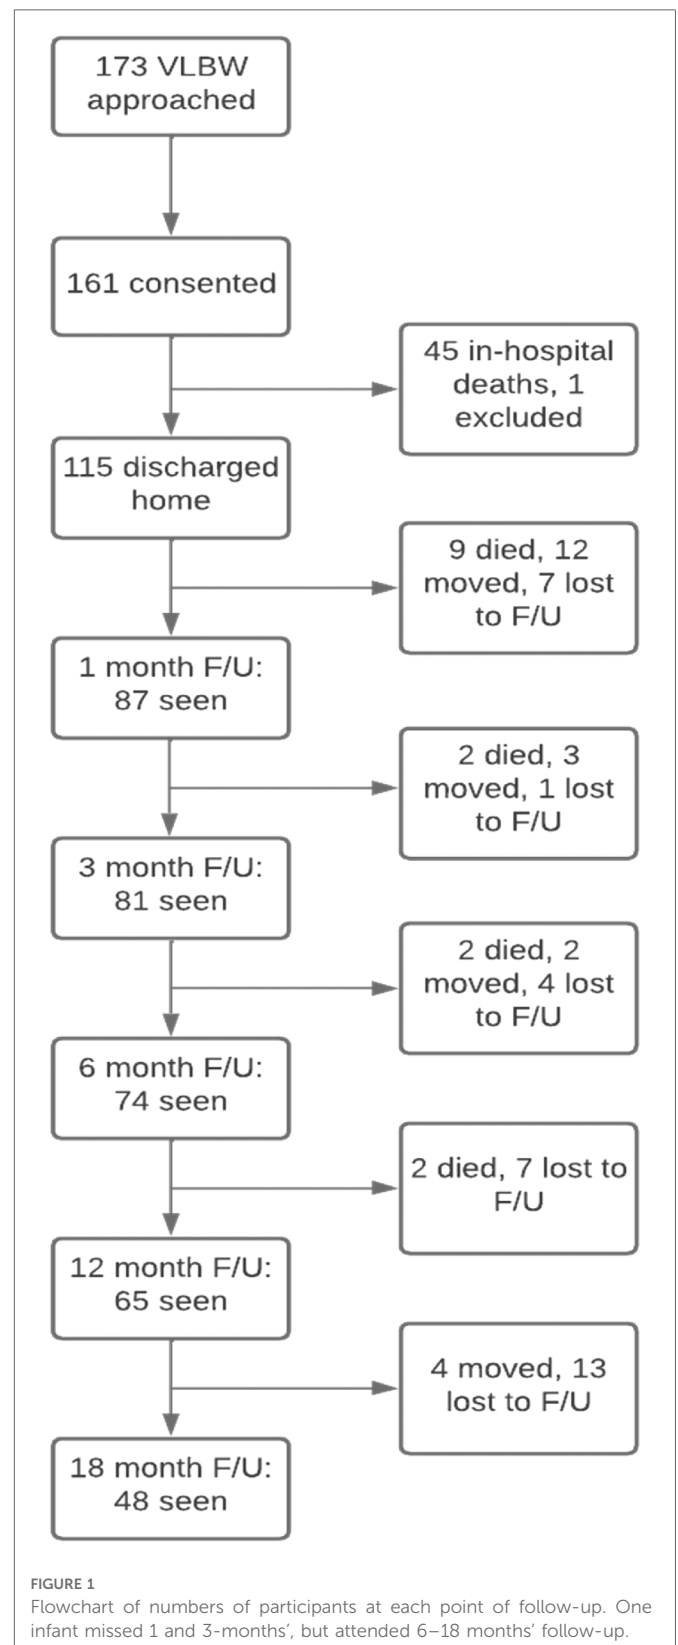 173 VLBW
approached
161 consented
45 in-hospital
deaths, 1
excluded
115 discharged
home
9 died, 12
moved, 7 lost
to F/U
1 month F/U:
87 seen
2 died, 3
moved, 1 lost
to F/U
3 month F/U:
81 seen
2 died, 2
moved, 4 lost
to F/U
6 month F/U:
74 seen
2 died, 7 lost to
F/U
12 month F/U:
65 seen
4 moved, 13
lost to F/U
18 month F/U:
48 seen
FIGURE 1
Flowchart of numbers of participants at each point of follow-up. One
infant missed 1 and 3-months’, but attended 6–18 months’ follow-up.